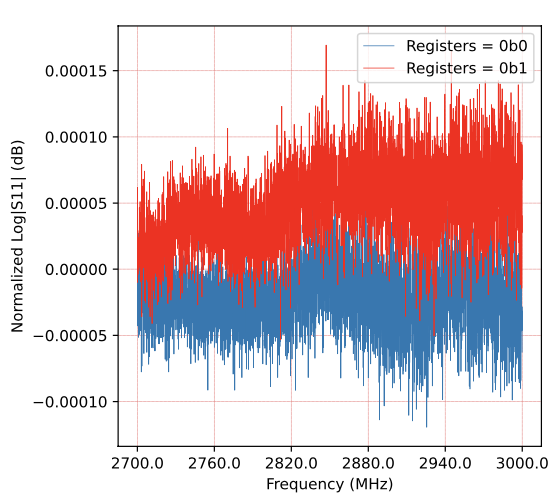 Registers = 0b0
Registers = 0b1
0.00015
0.00010
0.00005
0.00000
−0.00005
−0.00010
Normalized Log|S11| (dB)
2700.0 2760.0 2820.0 2880.0 2940.0 3000.0
Frequency (MHz)